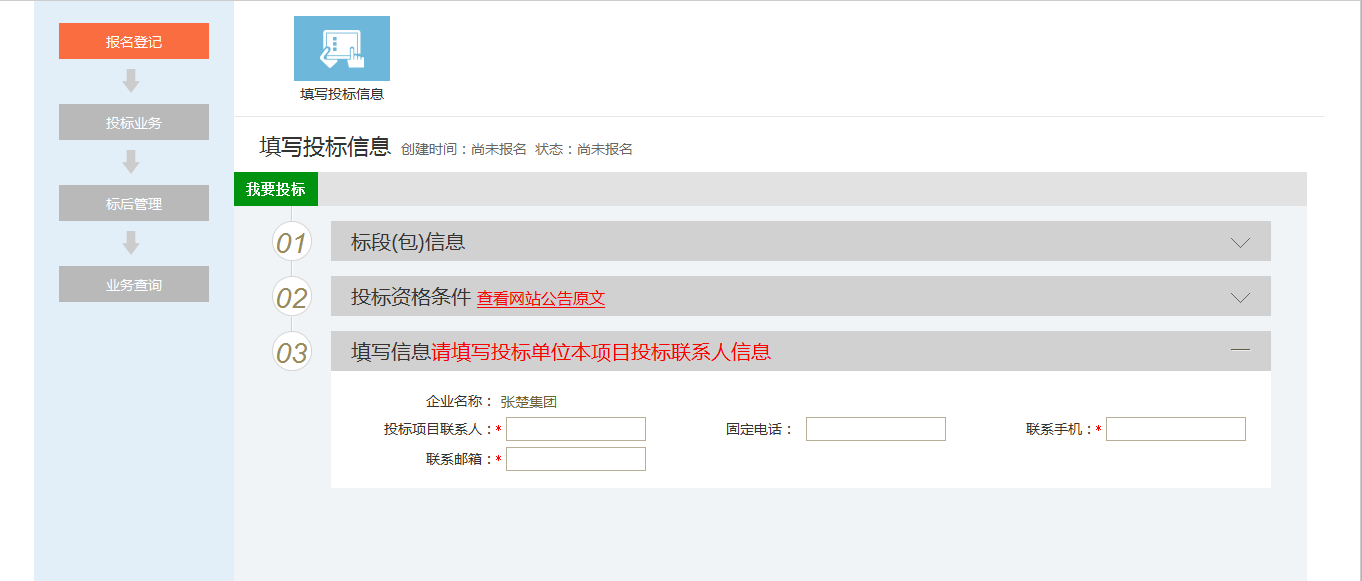 报名登记
投标业务
标后管理
业务查询
填写投标信息
填写投标信息 创建时间：尚未报名 状态：尚未报名
我要投标
01 标段(包)信息
02 投标资格条件 查看网站公告原文
03 填写信息请填写投标单位本项目投标联系人信息
企业名称： 张楚集团
投标项目联系人：* 固定电话： 联系手机：*
联系邮箱：*